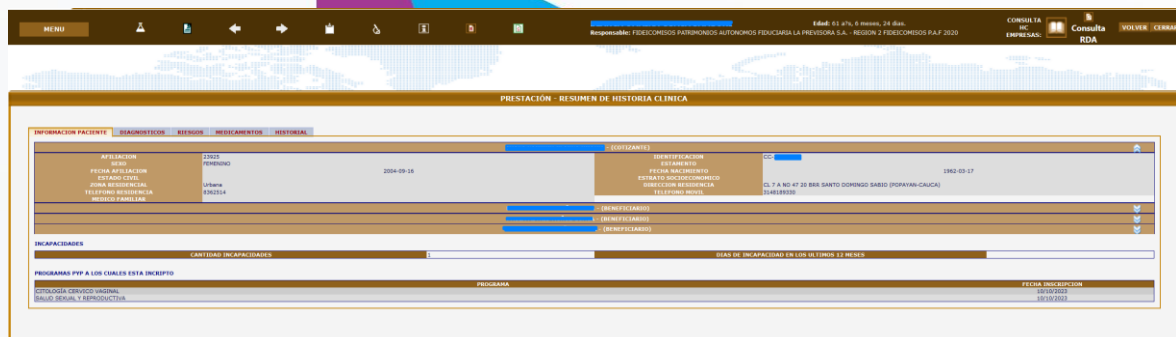 MENU
Edad: 61 a?s, 6 meses, 24 dias.
Responsable: FIDEICOMISOS PATRIMONIOS AUTONOMOS FIDUCIARIA LA PREVISORA S.A. - REGION 2 FIDEICOMISOS P.A.F 2020
CONSULTA
HC
EMPRESAS:
Consulta
RDA
VOLVER CERRAR
PRESTACIÓN - RESUMEN DE HISTORIA CLINICA
INFORMACION PACIENTE DIAGNOSTICOS RIESGOS MEDICAMENTOS HISTORIAL
- (COTIZANTE)
AFILIACION 23925 IDENTIFICACION CC-
SEXO FEMENINO ESTAMENTO
FECHA AFILIACION 2004-09-16 FECHA NACIMIENTO 1962-03-17
ESTADO CIVIL ESTRATO SOCIOECONOMICO
ZONA RESIDENCIAL Urbana DIRECCION RESIDENCIA CL 7 A NO 47 20 BRR SANTO DOMINGO SABIO (POPAYAN-CAUCA)
TELEFONO RESIDENCIA 8362514 TELEFONO MOVIL 3148189330
MEDICO FAMILIAR
- (BENEFICIARIO)
- (BENEFICIARIO)
- (BENEFICIARIO)
INCAPACIDADES
CANTIDAD INCAPACIDADES 1 DIAS DE INCAPACIDAD EN LOS ULTIMOS 12 MESES
PROGRAMAS PYP A LOS CUALES ESTA INCRIPTO
PROGRAMA FECHA INSCRIPCION
CITOLOGÍA CERVICO VAGINAL 10/10/2023
SALUD SEXUAL Y REPRODUCTIVA 10/10/2023